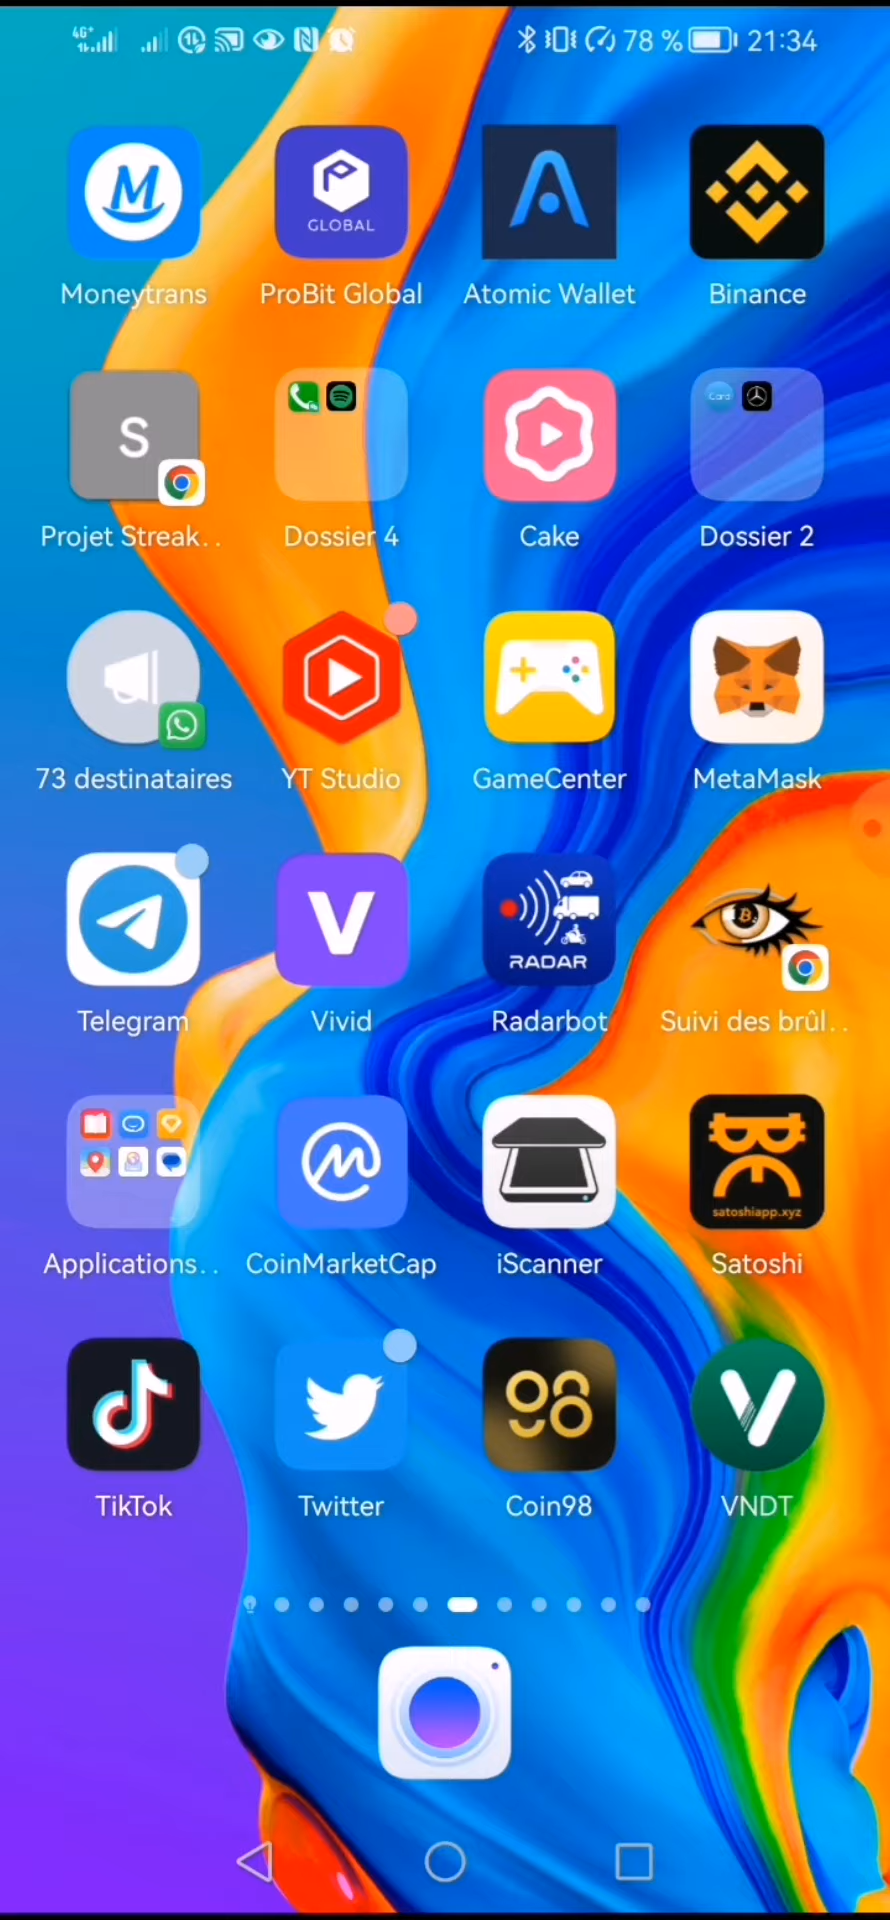 4G+ 78 % 21:34
GLOBAL
Moneytrans ProBit Global Atomic Wallet Binance
S
Projet Streak.. Dossier 4 Cake Dossier 2
73 destinataires YT Studio GameCenter MetaMask
RADAR
Telegram Vivid Radarbot Suivi des brûl..
satoshiapp.xyz
Applications.. CoinMarketCap iScanner Satoshi
TikTok Twitter Coin98 VNDT